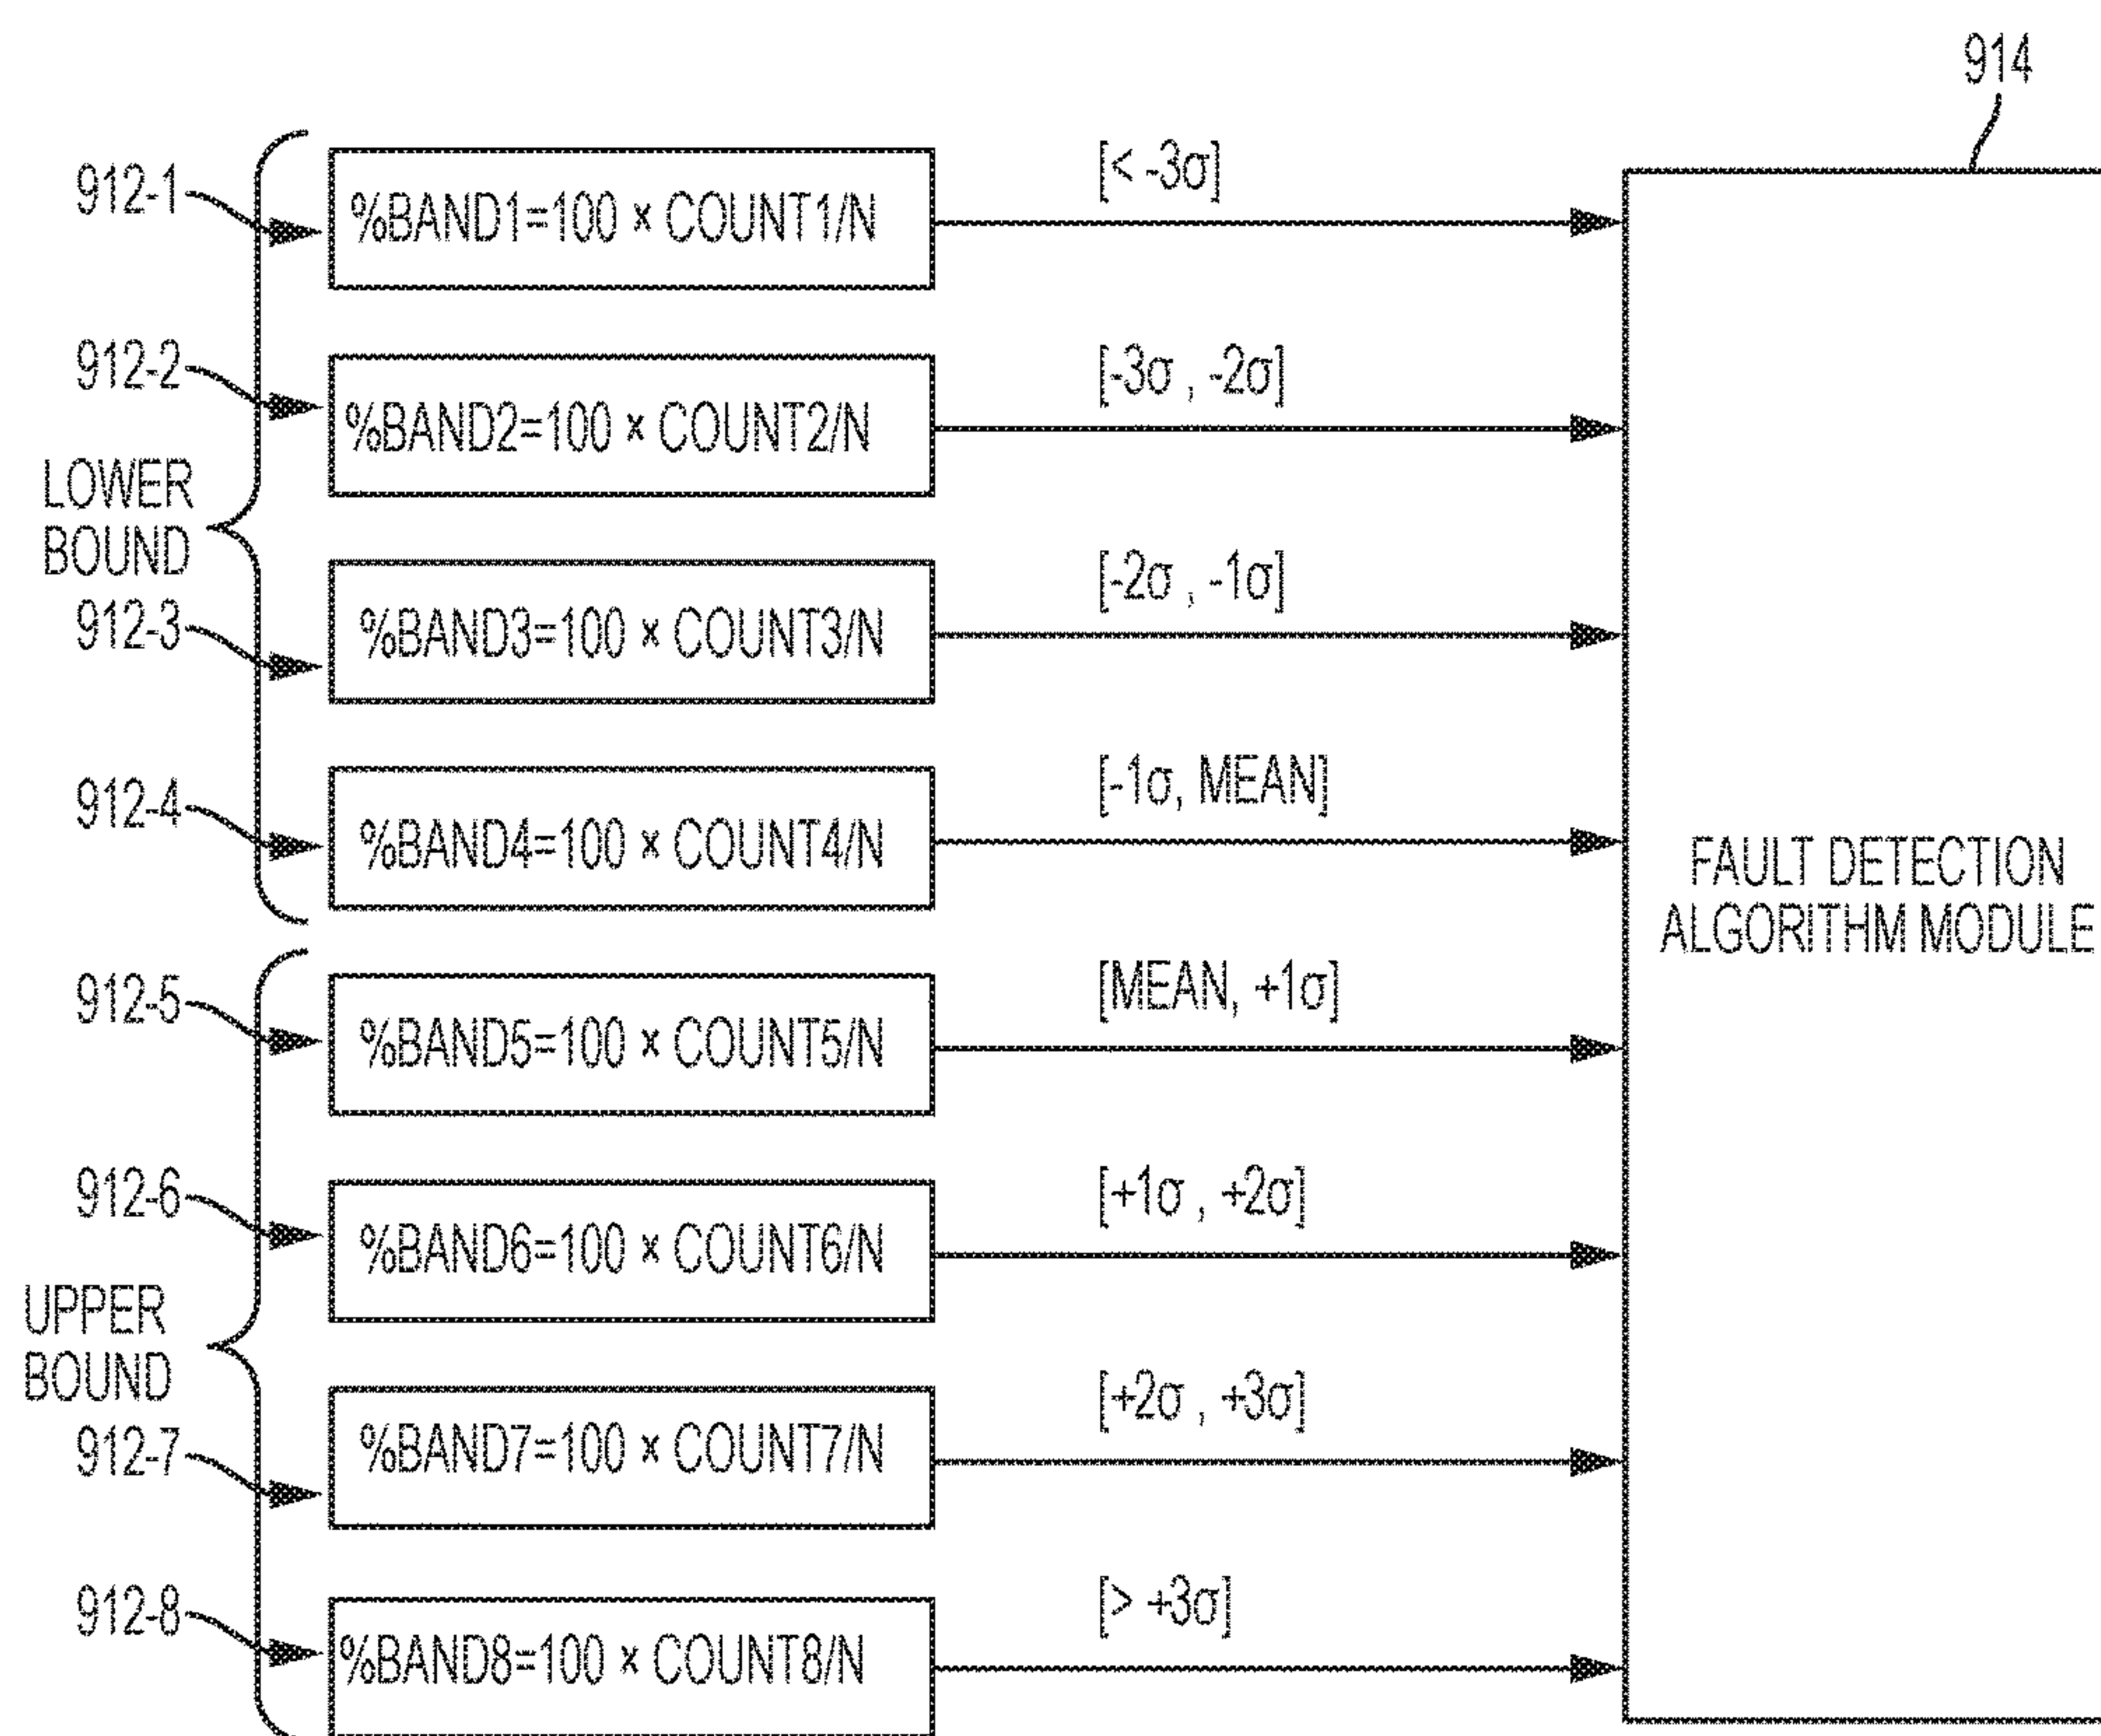 914
912-1
%BAND1=100 × COUNT1/N
[< -3σ]
912-2
%BAND2=100 × COUNT2/N
[-3σ , -2σ]
LOWER
BOUND
912-3
%BAND3=100 × COUNT3/N
[-2σ , -1σ]
912-4
%BAND4=100 × COUNT4/N
[-1σ, MEAN]
FAULT DETECTION
ALGORITHM MODULE
912-5
%BAND5=100 × COUNT5/N
[MEAN, +1σ]
912-6
%BAND6=100 × COUNT6/N
[+1σ , +2σ]
UPPER
BOUND
912-7
%BAND7=100 × COUNT7/N
[+2σ , +3σ]
912-8
%BAND8=100 × COUNT8/N
[> +3σ]